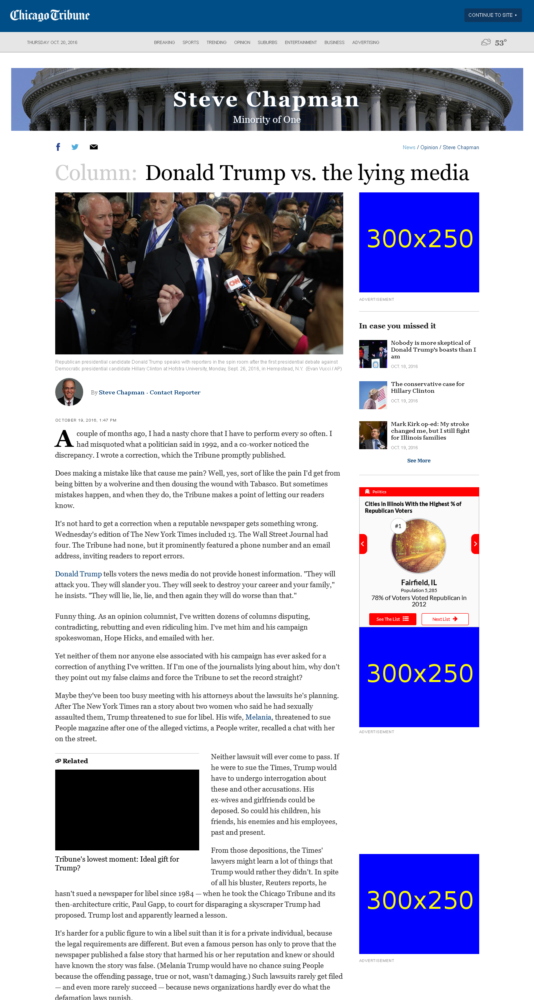 Chicago Tribune
CONTINUE TO SITE ▸
THURSDAY OCT. 20, 2016
BREAKING SPORTS TRENDING OPINION SUBURBS ENTERTAINMENT BUSINESS ADVERTISING
53°
Steve Chapman
Minority of One
News / Opinion / Steve Chapman
Column: Donald Trump vs. the lying media
CNN
Republican presidential candidate Donald Trump speaks with reporters in the spin room after the first presidential debate against
Democratic presidential candidate Hillary Clinton at Hofstra University, Monday, Sept. 26, 2016, in Hempstead, N.Y. (Evan Vucci / AP)
By Steve Chapman · Contact Reporter
OCTOBER 19, 2016, 1:47 PM
A couple of months ago, I had a nasty chore that I have to perform every so often. I
had misquoted what a politician said in 1992, and a co-worker noticed the
discrepancy. I wrote a correction, which the Tribune promptly published.
Does making a mistake like that cause me pain? Well, yes, sort of like the pain I'd get from
being bitten by a wolverine and then dousing the wound with Tabasco. But sometimes
mistakes happen, and when they do, the Tribune makes a point of letting our readers
know.
It's not hard to get a correction when a reputable newspaper gets something wrong.
Wednesday's edition of The New York Times included 13. The Wall Street Journal had
four. The Tribune had none, but it prominently featured a phone number and an email
address, inviting readers to report errors.
Donald Trump tells voters the news media do not provide honest information. "They will
attack you. They will slander you. They will seek to destroy your career and your family,"
he insists. "They will lie, lie, lie, and then again they will do worse than that."
Funny thing. As an opinion columnist, I've written dozens of columns disputing,
contradicting, rebutting and even ridiculing him. I've met him and his campaign
spokeswoman, Hope Hicks, and emailed with her.
Yet neither of them nor anyone else associated with his campaign has ever asked for a
correction of anything I've written. If I'm one of the journalists lying about him, why don't
they point out my false claims and force the Tribune to set the record straight?
Maybe they've been too busy meeting with his attorneys about the lawsuits he's planning.
After The New York Times ran a story about two women who said he had sexually
assaulted them, Trump threatened to sue for libel. His wife, Melania, threatened to sue
People magazine after one of the alleged victims, a People writer, recalled a chat with her
on the street.
Related
Tribune's lowest moment: Ideal gift for
Trump?
Neither lawsuit will ever come to pass. If
he were to sue the Times, Trump would
have to undergo interrogation about
these and other accusations. His
ex-wives and girlfriends could be
deposed. So could his children, his
friends, his enemies and his employees,
past and present.
From those depositions, the Times'
lawyers might learn a lot of things that
Trump would rather they didn't. In spite
of all his bluster, Reuters reports, he
hasn't sued a newspaper for libel since 1984 — when he took the Chicago Tribune and its
then-architecture critic, Paul Gapp, to court for disparaging a skyscraper Trump had
proposed. Trump lost and apparently learned a lesson.
It's harder for a public figure to win a libel suit than it is for a private individual, because
the legal requirements are different. But even a famous person has only to prove that the
newspaper published a false story that harmed his or her reputation and knew or should
have known the story was false. (Melania Trump would have no chance suing People
because the offending passage, true or not, wasn't damaging.) Such lawsuits rarely get filed
— and even more rarely succeed — because news organizations hardly ever do what the
defamation laws punish.
300x250
ADVERTISEMENT
In case you missed it
Nobody is more skeptical of
Donald Trump's boasts than I
am
OCT. 18, 2016
The conservative case for
Hillary Clinton
OCT. 19, 2016
Mark Kirk op-ed: My stroke
changed me, but I still fight
for Illinois families
OCT. 19, 2016
See More
Politics
Cities in Illinois With the Highest % of
Republican Voters
#1
Fairfield, IL
Population 5,285
78% of Voters Voted Republican in
2012
See The List
Next List
300x250
ADVERTISEMENT
300x250
ADVERTISEMENT